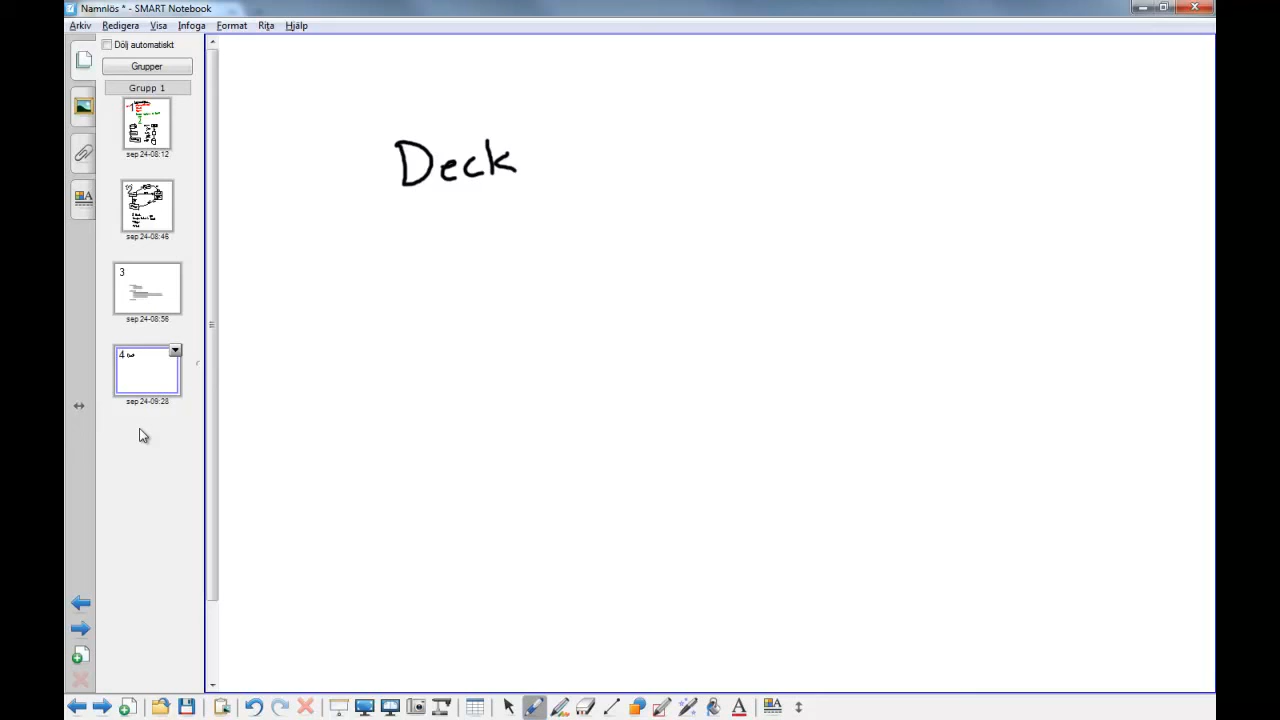 Namnlös * - SMART Notebook
Arkiv Redigera Visa Infoga Format Rita Hjälp
Dölj automatiskt
Grupper
Grupp 1
sep 24-08:12
sep 24-08:46
3
sep 24-08:56
4
sep 24-09:28
Deck